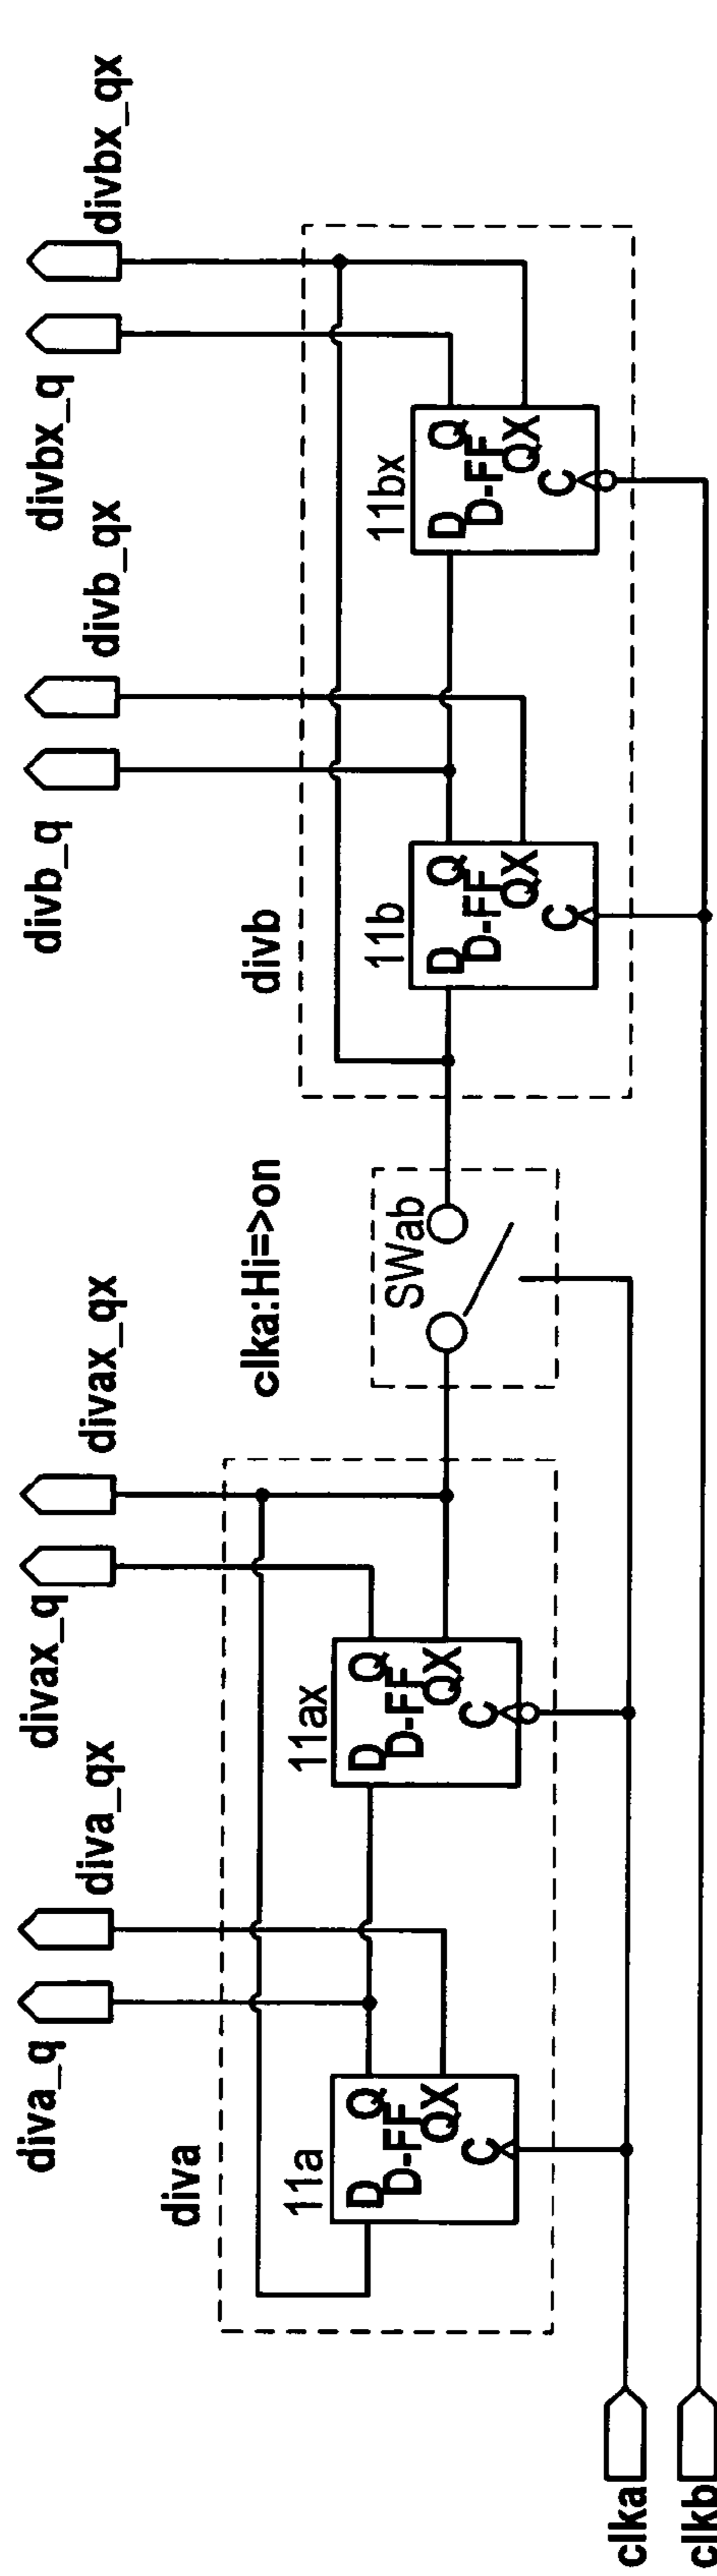 diva_q
diva_qx
divax_q
divax_qx
divb_q
divb_qx
divbx_q
divbx_qx
diva
clka:Hi=>on
divb
11a
D Q
D-FF
QX
C
11ax
D Q
D-FF
QX
C
SWab
11b
D Q
D-FF
QX
C
11bx
D Q
D-FF
QX
C
clka
clkb